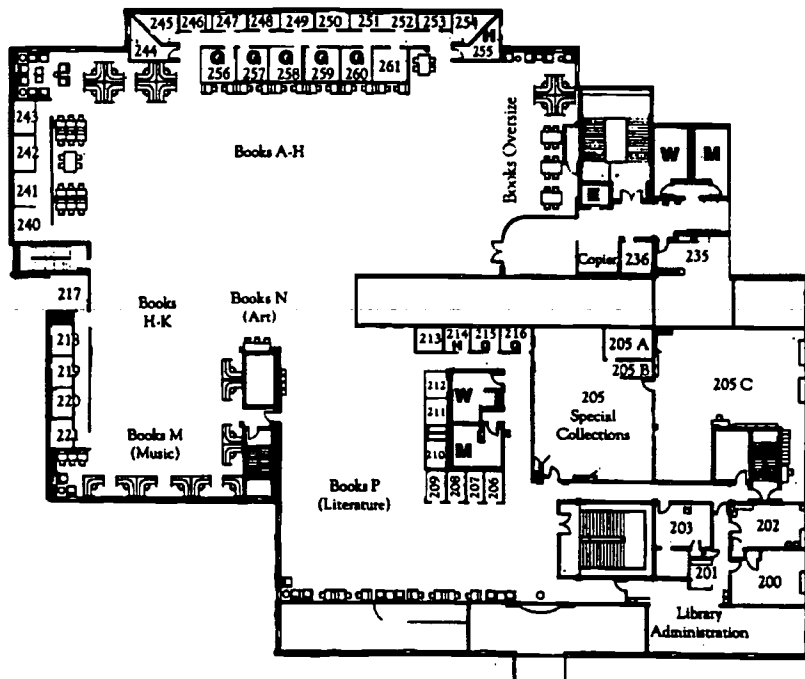 245 246 247 248 249 250 251 252 253 254
H
244
255
G G G G G
256 257 258 259 260 261
243
Books A-H
Books Oversize
W M
242
241
E
240
Copier 236 235
217
Books
H-K
Books N
(Art)
213 214 215 216
H G G
218
205 A
219
205 B
212
W
205 C
220
211
205
Special
Collections
221
Books M
(Music)
210
M
209 208 207 206
Books P
(Literature)
203
202
201
200
Library
Administration